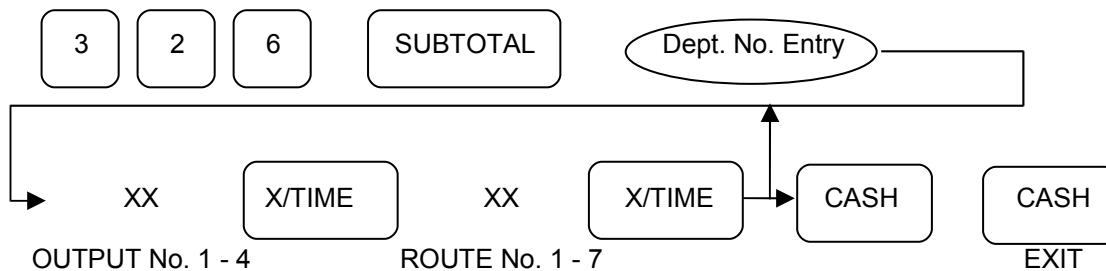 3 2 6 SUBTOTAL Dept. No. Entry
XX X/TIME XX X/TIME CASH CASH
OUTPUT No. 1 - 4 ROUTE No. 1 - 7 EXIT